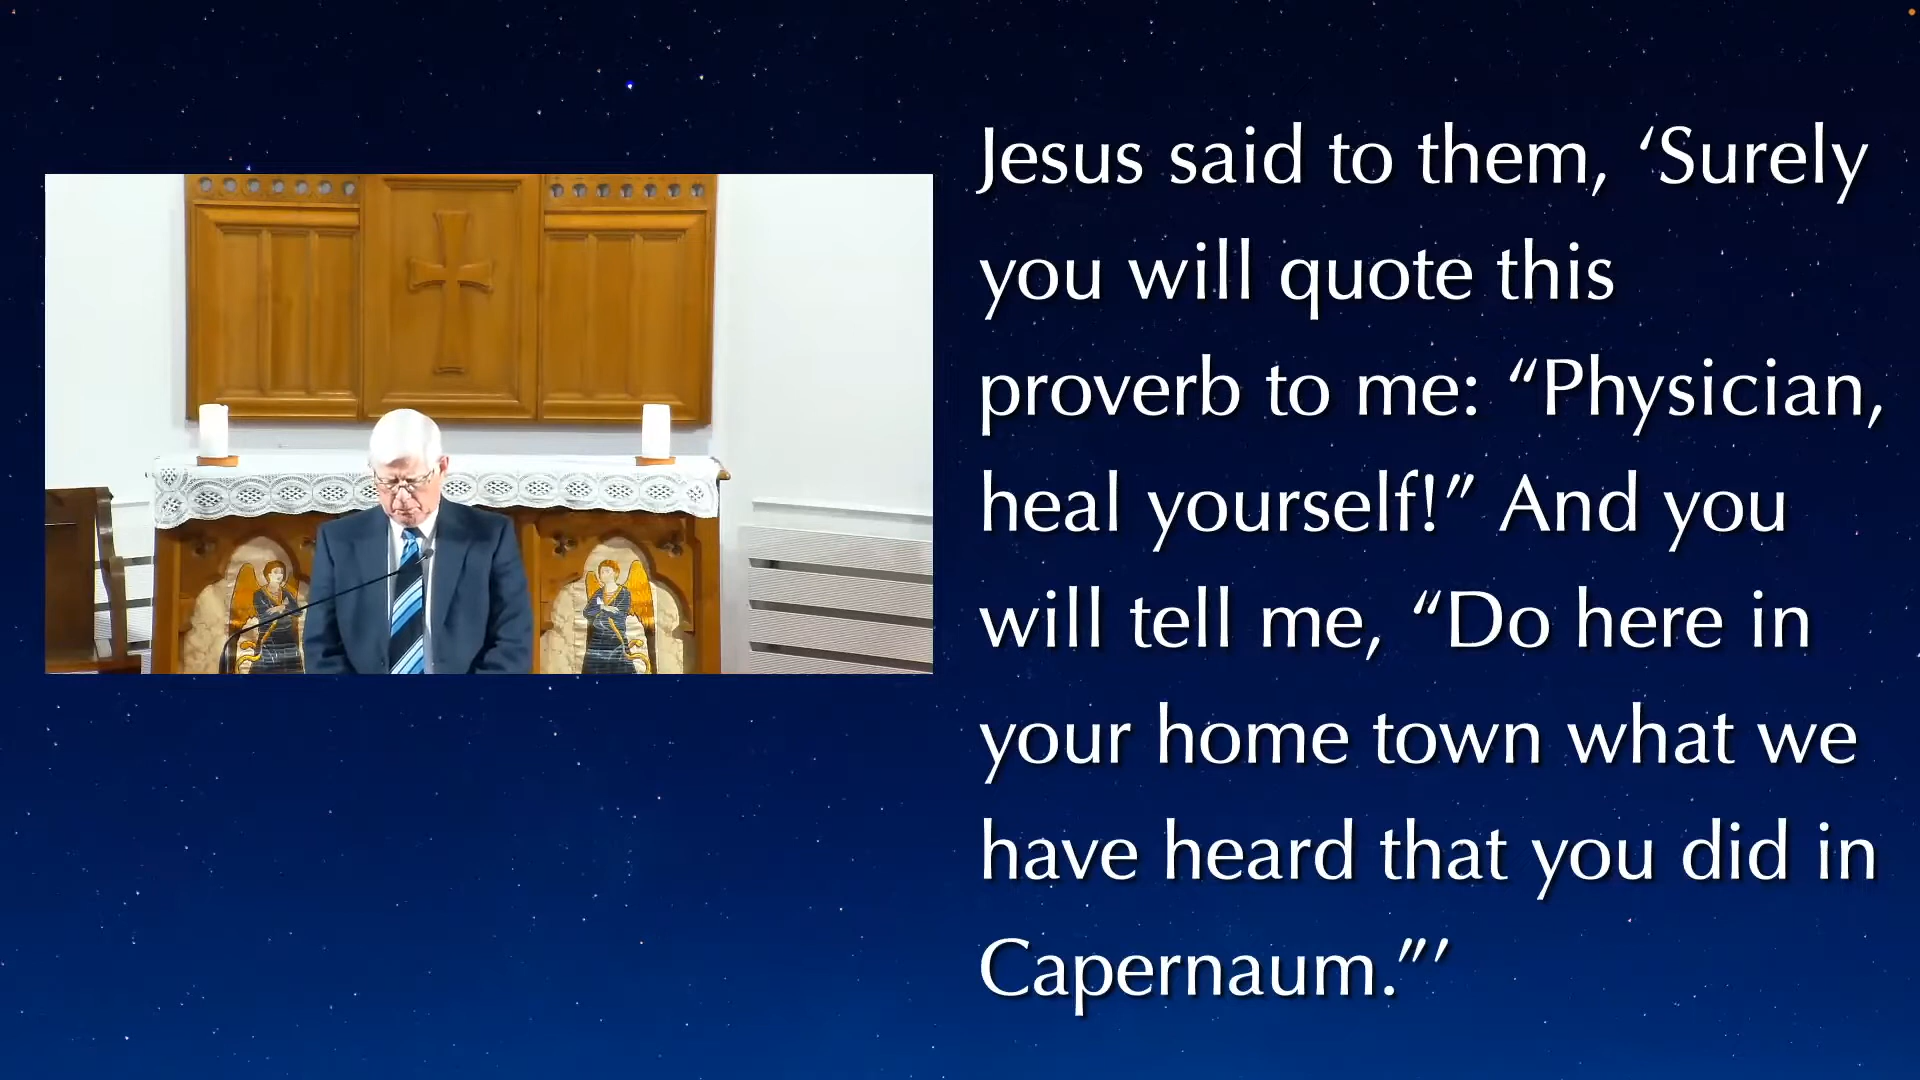 Jesus said to them, ‘Surely
you will quote this
proverb to me: “Physician,
heal yourself!” And you
will tell me, “Do here in
your home town what we
have heard that you did in
Capernaum.”’